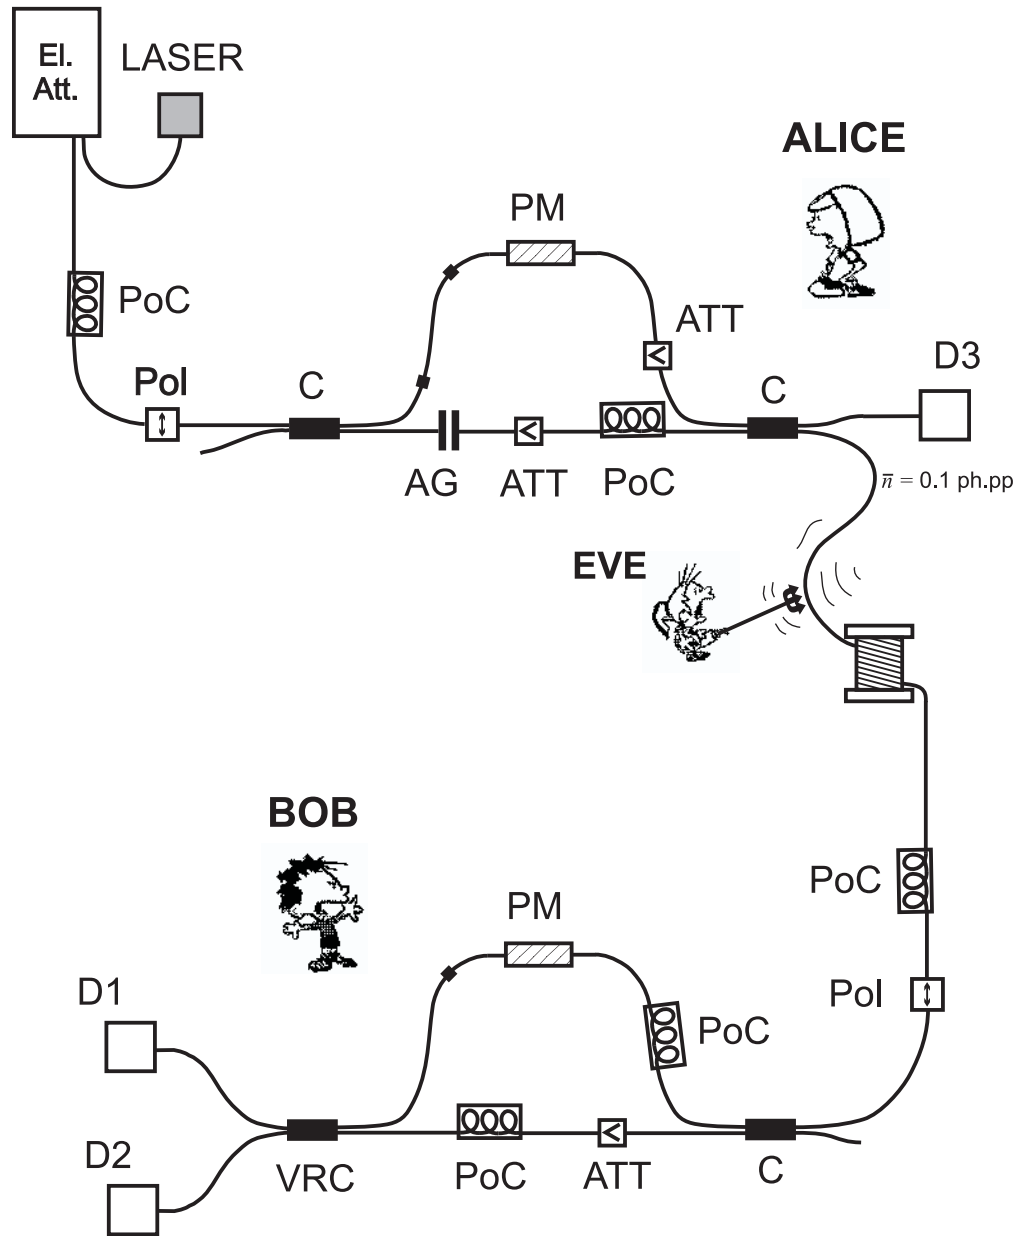 El.
Att.
LASER
ALICE
PM
PoC
ATT
D3
Pol
C
C
AG
ATT
PoC
n̅ = 0.1 ph.pp
EVE
BOB
PoC
PM
D1
Pol
PoC
D2
VRC
PoC
ATT
C